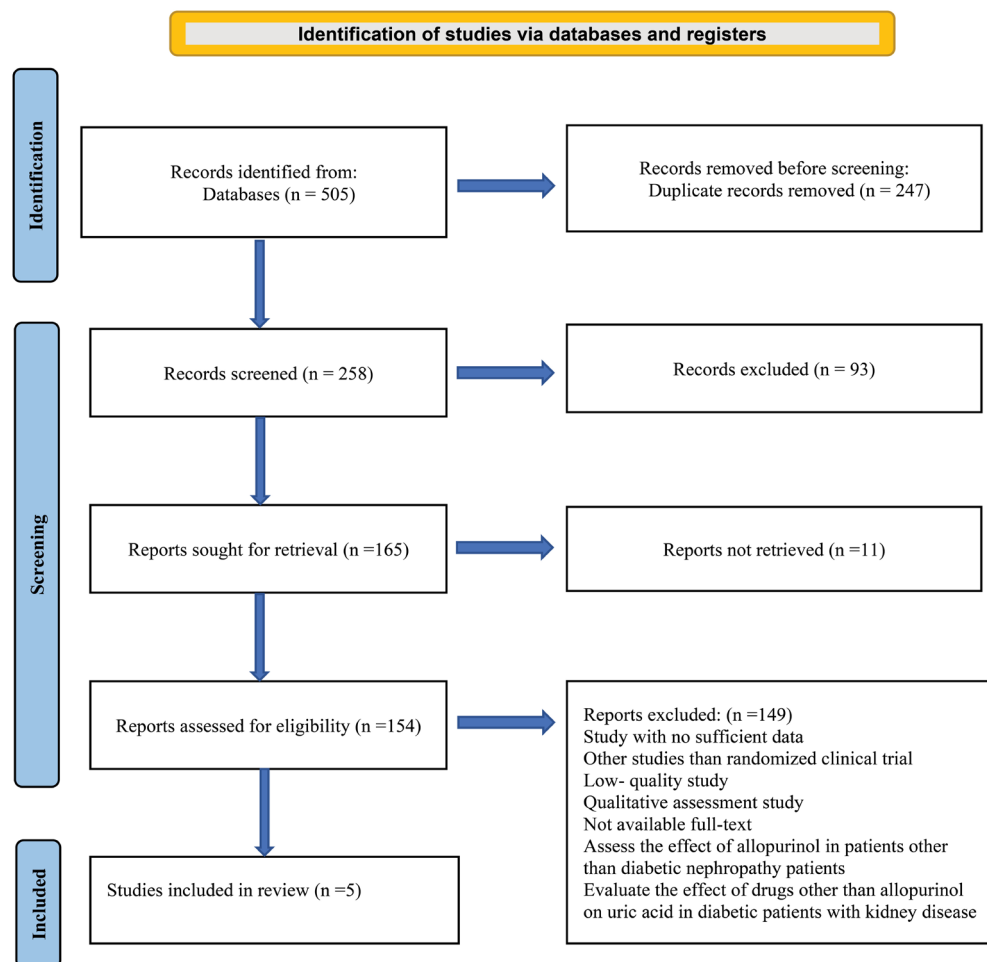 Identification of studies via databases and registers
Identification
Records identified from:
Databases (n = 505)
Records removed before screening:
Duplicate records removed (n = 247)
Screening
Records screened (n = 258)
Records excluded (n = 93)
Reports sought for retrieval (n =165)
Reports not retrieved (n =11)
Reports assessed for eligibility (n =154)
Reports excluded: (n =149)
Study with no sufficient data
Other studies than randomized clinical trial
Low- quality study
Qualitative assessment study
Not available full-text
Assess the effect of allopurinol in patients other
than diabetic nephropathy patients
Evaluate the effect of drugs other than allopurinol
on uric acid in diabetic patients with kidney disease
Included
Studies included in review (n =5)